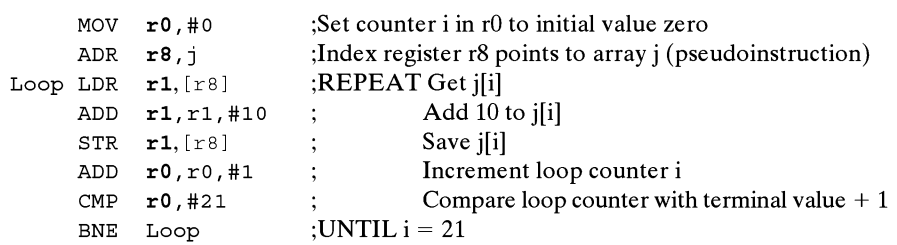 MOV r0,#0 ;Set counter i in r0 to initial value zero
ADR r8,j ;Index register r8 points to array j (pseudoinstruction)
Loop LDR r1,[r8] ;REPEAT Get j[i]
ADD r1,r1,#10 ; Add 10 to j[i]
STR r1,[r8] ; Save j[i]
ADD r0,r0,#1 ; Increment loop counter i
CMP r0,#21 ; Compare loop counter with terminal value + 1
BNE Loop ;UNTIL i = 21